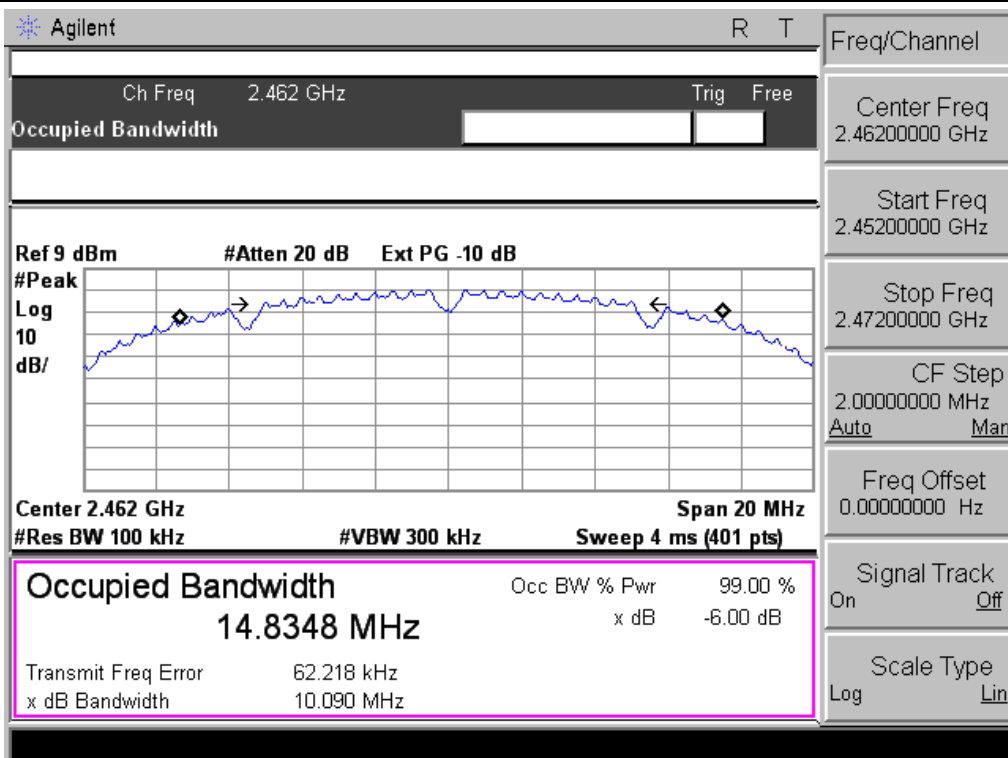 Agilent R T
Ch Freq 2.462 GHz Trig Free
Occupied Bandwidth
Ref 9 dBm #Atten 20 dB Ext PG -10 dB
#Peak
Log
10
dB/
Center 2.462 GHz Span 20 MHz
#Res BW 100 kHz #VBW 300 kHz Sweep 4 ms (401 pts)
Occupied Bandwidth
14.8348 MHz
Occ BW % Pwr 99.00 %
x dB -6.00 dB
Transmit Freq Error 62.218 kHz
x dB Bandwidth 10.090 MHz
Freq/Channel
Center Freq
2.46200000 GHz
Start Freq
2.45200000 GHz
Stop Freq
2.47200000 GHz
CF Step
2.00000000 MHz
Auto Man
Freq Offset
0.00000000 Hz
Signal Track
On Off
Scale Type
Log Lin